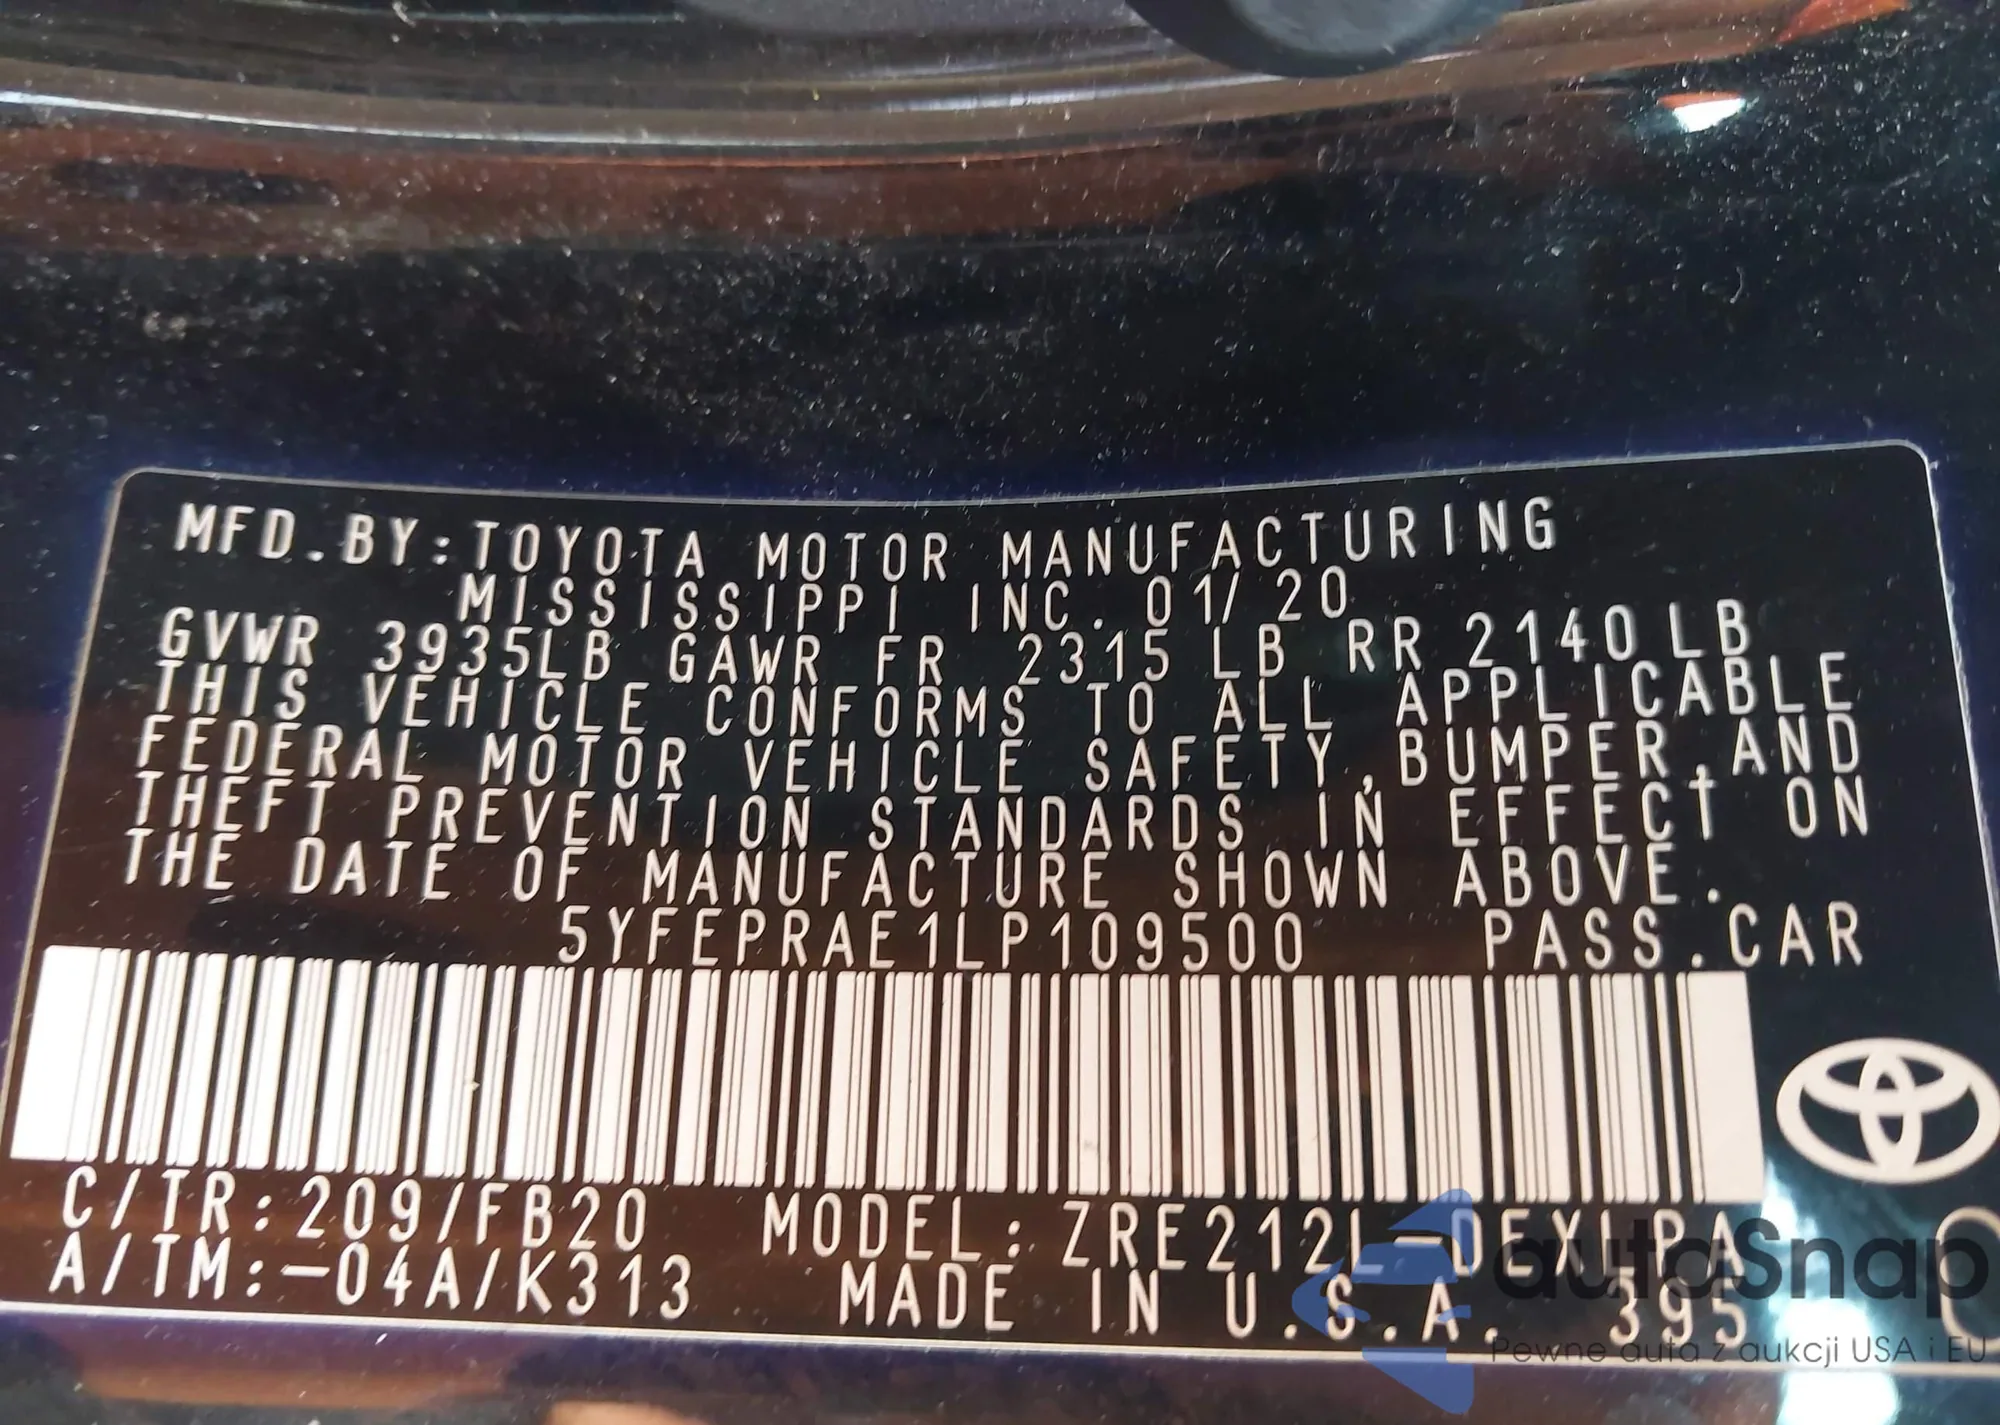 MFD.BY:TOYOTA MOTOR MANUFACTURING
MISSISSIPPI INC. 01/20
GVWR 3935LB GAWR FR 2315 LB RR 2140LB
THIS VEHICLE CONFORMS TO ALL APPLICABLE
FEDERAL MOTOR VEHICLE SAFETY,BUMPER,AND
THEFT PREVENTION STANDARDS IN EFFECT ON
THE DATE OF MANUFACTURE SHOWN ABOVE.
5YFEPRAE1LP109500 PASS.CAR
C/TR:209/FB20 MODEL:ZRE212L-DEXLPA
A/TM:-04A/K313 MADE IN U.S.A. 395
autoSnap
Pewne auta z aukcji USA i EU